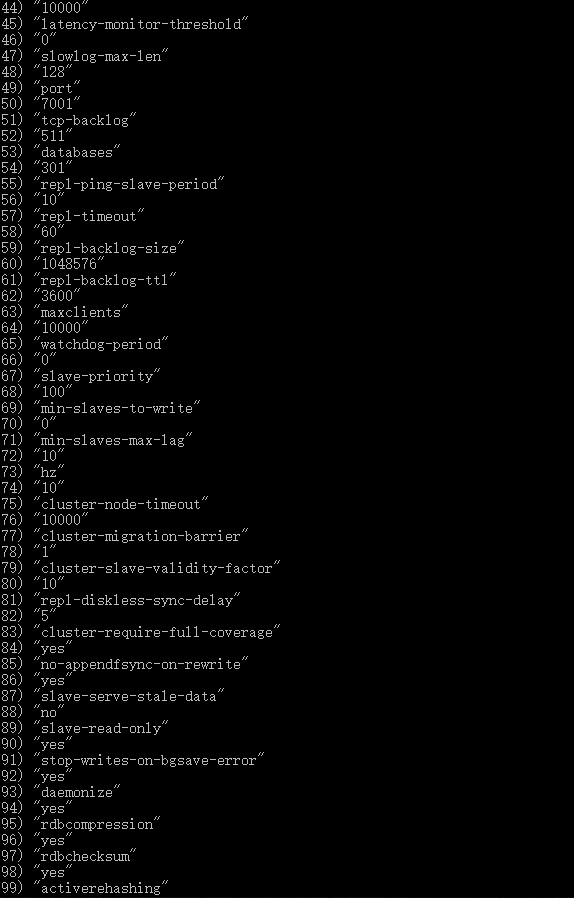 44) "10000"
45) "latency-monitor-threshold"
46) "0"
47) "slowlog-max-len"
48) "128"
49) "port"
50) "7001"
51) "tcp-backlog"
52) "511"
53) "databases"
54) "301"
55) "repl-ping-slave-period"
56) "10"
57) "repl-timeout"
58) "60"
59) "repl-backlog-size"
60) "1048576"
61) "repl-backlog-ttl"
62) "3600"
63) "maxclients"
64) "10000"
65) "watchdog-period"
66) "0"
67) "slave-priority"
68) "100"
69) "min-slaves-to-write"
70) "0"
71) "min-slaves-max-lag"
72) "10"
73) "hz"
74) "10"
75) "cluster-node-timeout"
76) "10000"
77) "cluster-migration-barrier"
78) "1"
79) "cluster-slave-validity-factor"
80) "10"
81) "repl-diskless-sync-delay"
82) "5"
83) "cluster-require-full-coverage"
84) "yes"
85) "no-appendfsync-on-rewrite"
86) "yes"
87) "slave-serve-stale-data"
88) "no"
89) "slave-read-only"
90) "yes"
91) "stop-writes-on-bgsave-error"
92) "yes"
93) "daemonize"
94) "yes"
95) "rdbcompression"
96) "yes"
97) "rdbchecksum"
98) "yes"
99) "activerehashing"